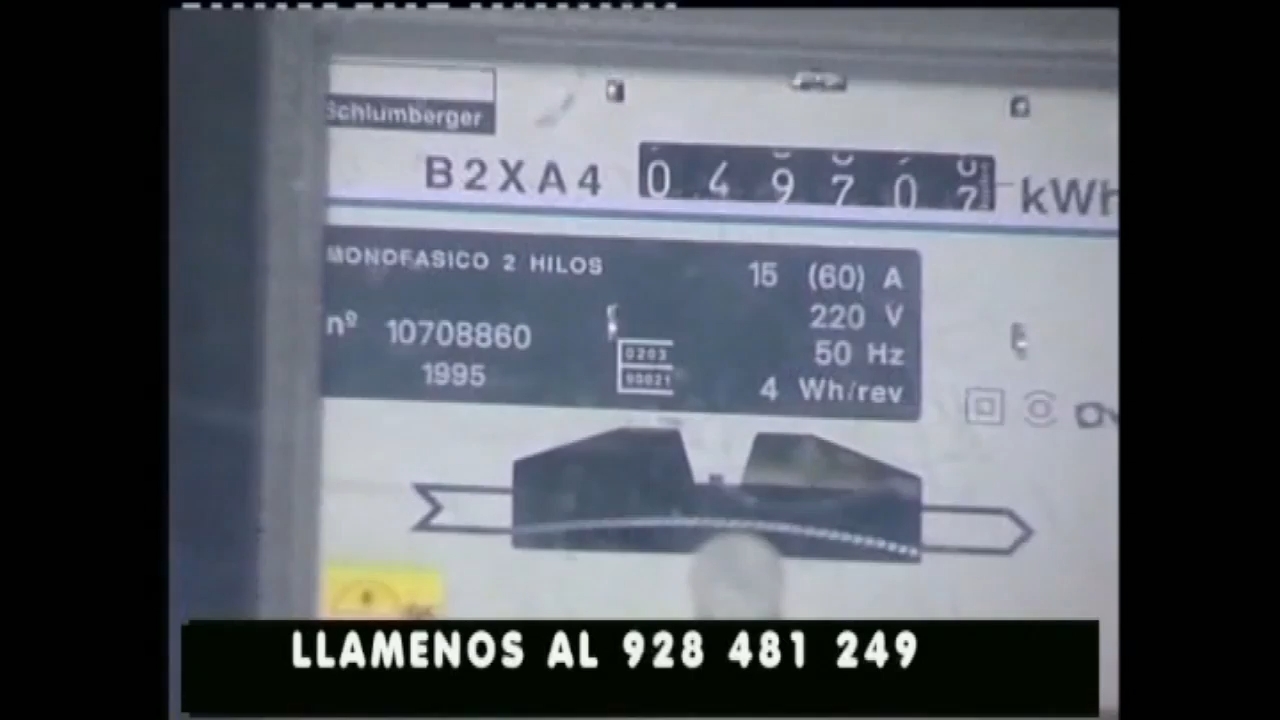 Schlumberger
B2XA4 049707 kWh
MONOFASICO 2 HILOS
15 (60) A
220 V
nº 10708860
50 Hz
0203
00021
1995
4 Wh/rev
LLAMENOS AL 928 481 249